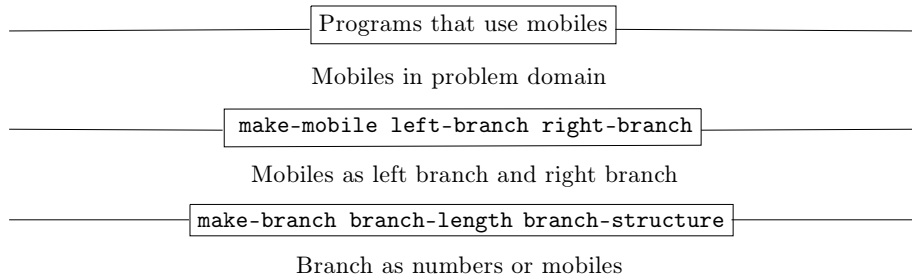 Programs that use mobiles
Mobiles in problem domain
make-mobile left-branch right-branch
Mobiles as left branch and right branch
make-branch branch-length branch-structure
Branch as numbers or mobiles